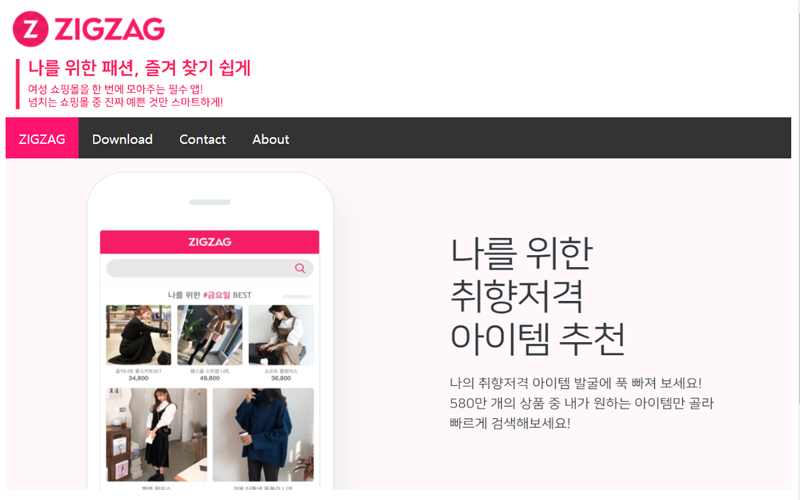 Z ZIGZAG
나를 위한 패션, 즐겨 찾기 쉽게
여성 쇼핑몰을 한 번에 모아주는 필수 앱!
넘치는 쇼핑몰 중 진짜 예쁜 것만 스마트하게!
ZIGZAG Download Contact About
ZIGZAG
나를 위한 #금요일 BEST
SPONSORED
34,800 49,800 36,800
나를 위한
취향저격
아이템 추천
나의 취향저격 아이템 발굴에 푹 빠져 보세요!
580만 개의 상품 중 내가 원하는 아이템만 골라
빠르게 검색해보세요!